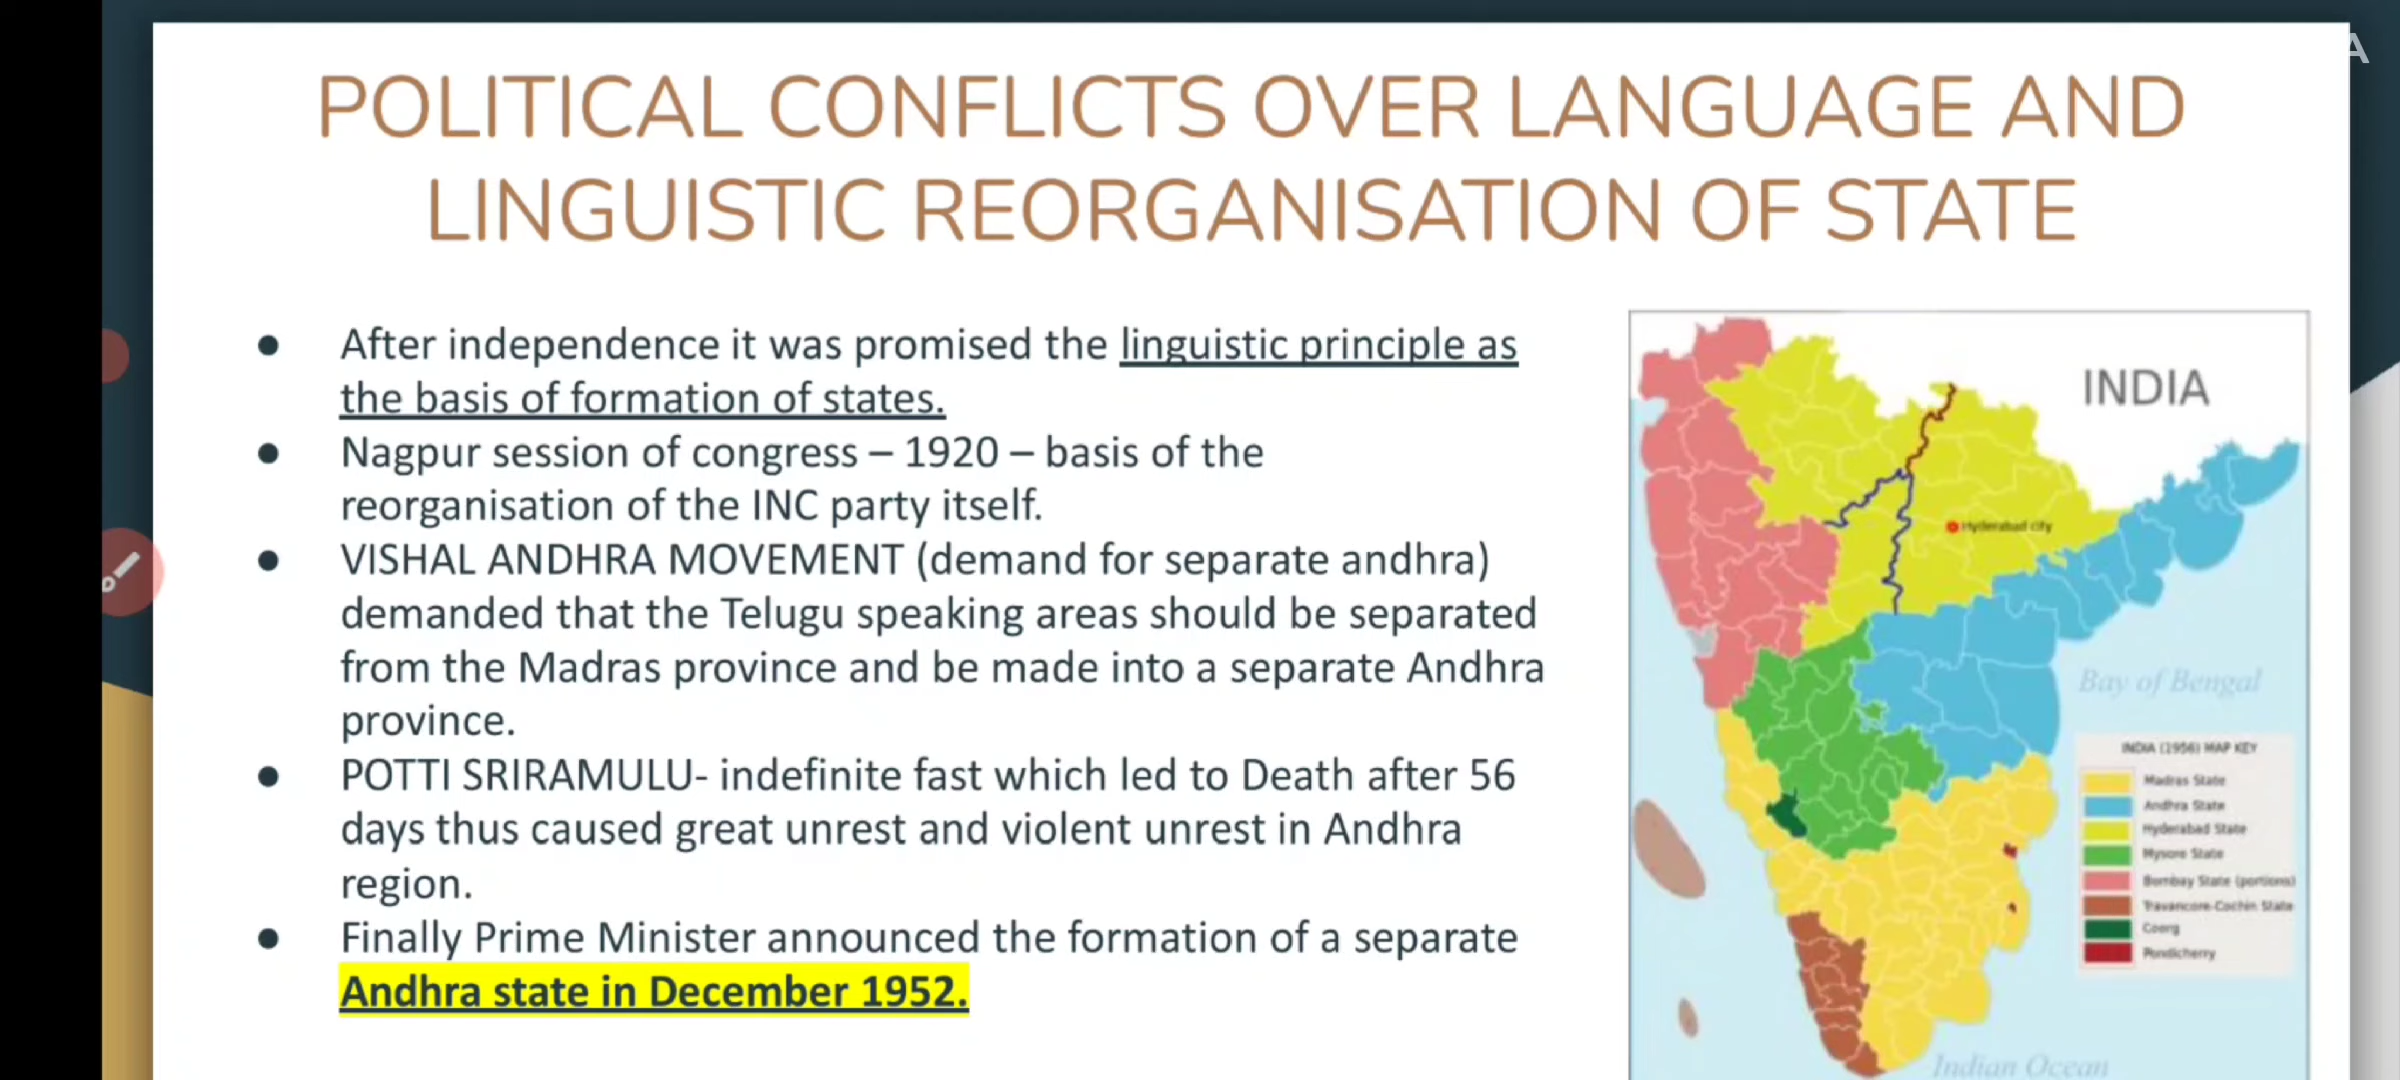 A
POLITICAL CONFLICTS OVER LANGUAGE AND
LINGUISTIC REORGANISATION OF STATE
● After independence it was promised the linguistic principle as
the basis of formation of states.
● Nagpur session of congress – 1920 – basis of the
reorganisation of the INC party itself.
● VISHAL ANDHRA MOVEMENT (demand for separate andhra)
demanded that the Telugu speaking areas should be separated
from the Madras province and be made into a separate Andhra
province.
● POTTI SRIRAMULU- indefinite fast which led to Death after 56
days thus caused great unrest and violent unrest in Andhra
region.
● Finally Prime Minister announced the formation of a separate
Andhra state in December 1952.
INDIA
Hyderabad city
Bay of Bengal
INDIA (1956) MAP KEY
Madras State
Andhra State
Hyderabad State
Mysore State
Bombay State (portions)
Travancore-Cochin State
Coorg
Pondicherry
Indian Ocean